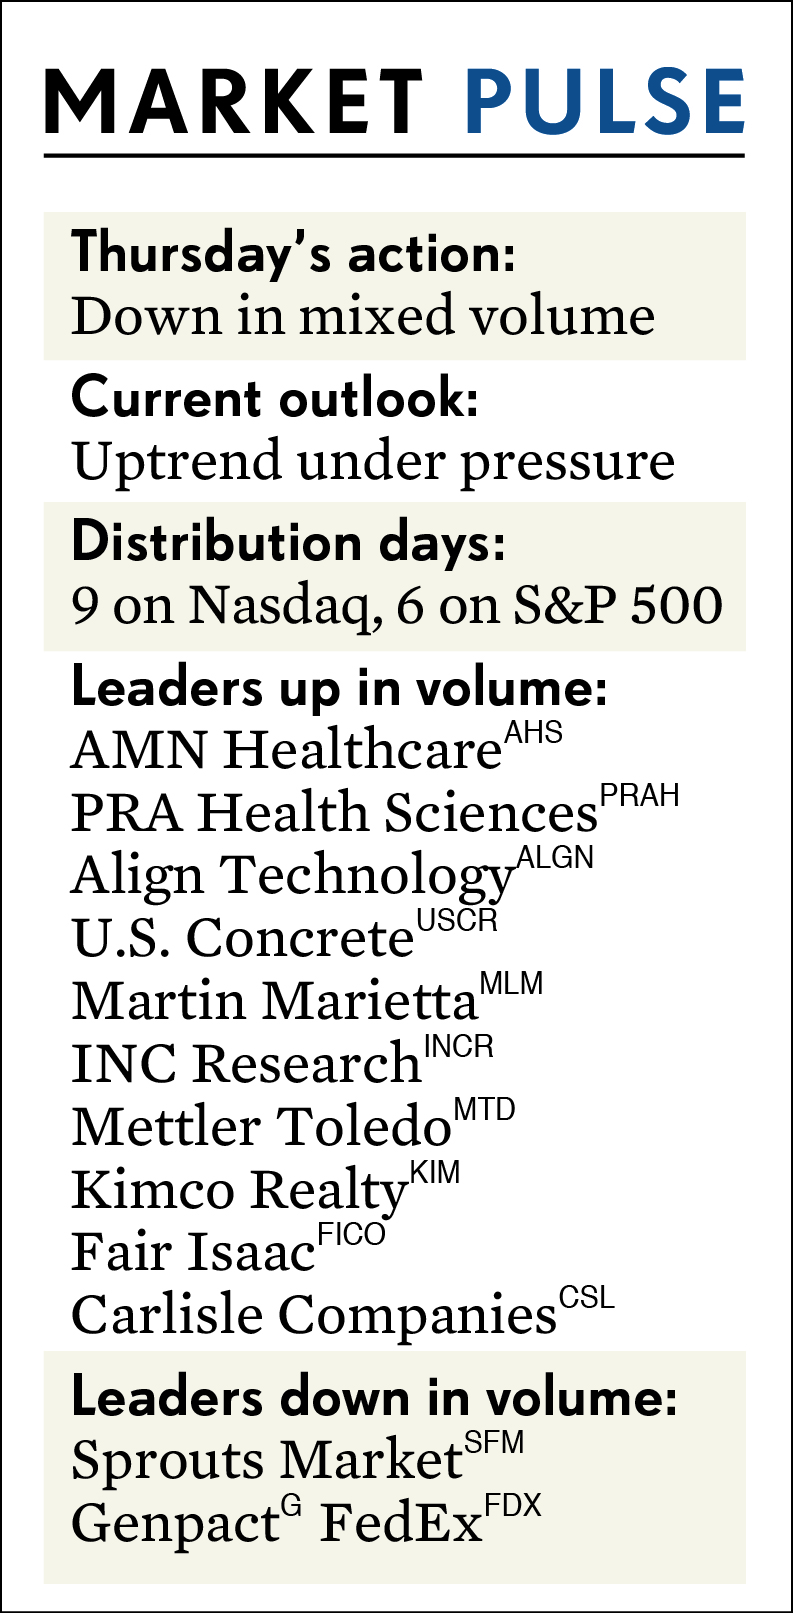 MARKET PULSE
Thursday’s action:
Down in mixed volume
Current outlook:
Uptrend under pressure
Distribution days:
9 on Nasdaq, 6 on S&P 500
Leaders up in volume:
AMN Healthcare AHS
PRA Health Sciences PRAH
Align Technology ALGN
U.S. Concrete USCR
Martin Marietta MLM
INC Research INCR
Mettler Toledo MTD
Kimco Realty KIM
Fair Isaac FICO
Carlisle Companies CSL
Leaders down in volume:
Sprouts Market SFM
Genpact G FedEx FDX